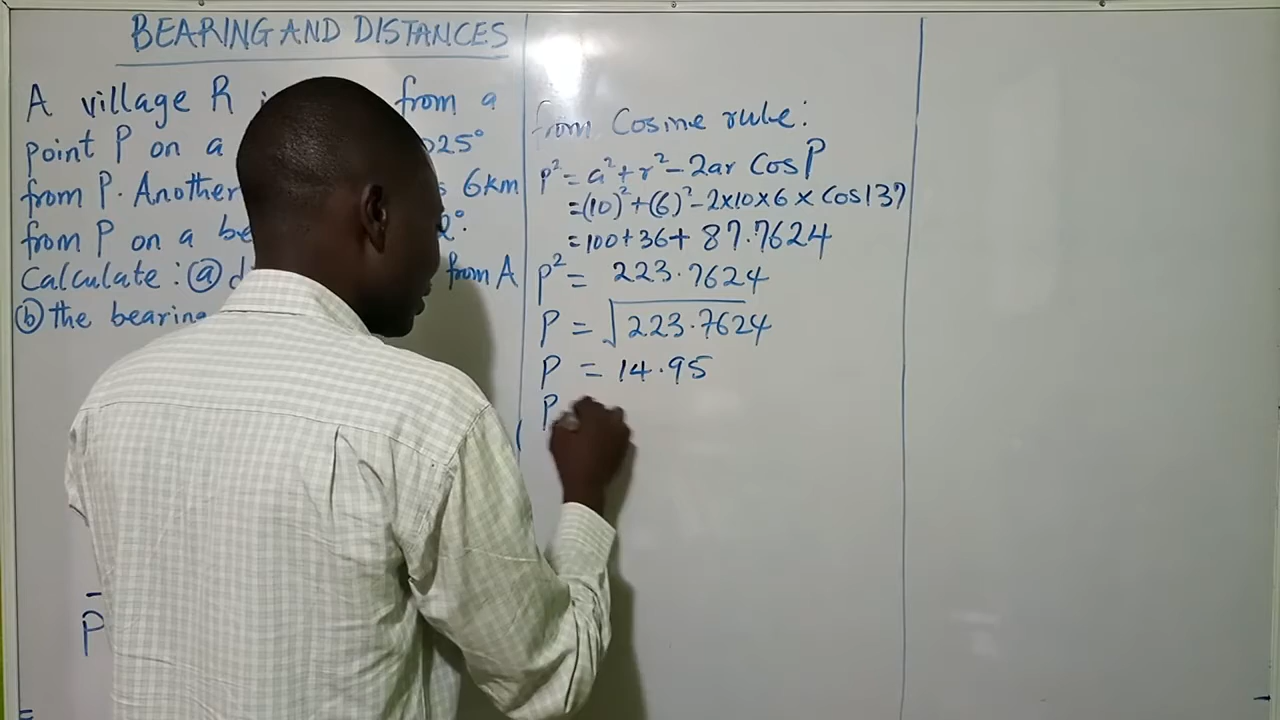 BEARING AND DISTANCES
A village R from a
point P on a 025°
from P. Another 6km
from P on a 2°.
Calculate: ⓐ from A
ⓑ the bearing
P
from Cosine rule:
p² = a² + r² - 2ar Cos P
= (10)² + (6)² - 2x10x6 x Cos137
= 100 + 36 + 87.7624
p² = 223.7624
P = √223.7624
P = 14.95
P